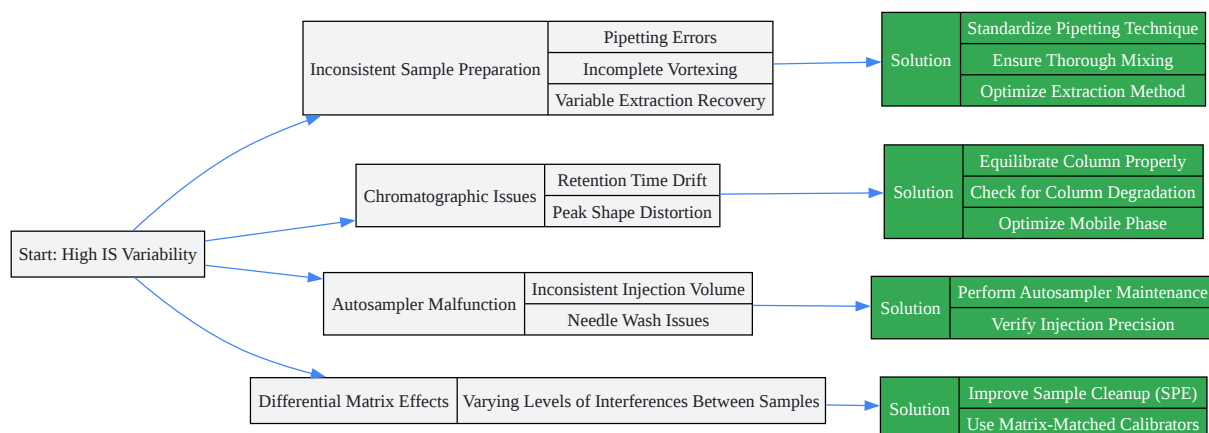 Start: High IS Variability
Inconsistent Sample Preparation
Pipetting Errors
Incomplete Vortexing
Variable Extraction Recovery
Solution
Standardize Pipetting Technique
Ensure Thorough Mixing
Optimize Extraction Method
Chromatographic Issues
Retention Time Drift
Peak Shape Distortion
Solution
Equilibrate Column Properly
Check for Column Degradation
Optimize Mobile Phase
Autosampler Malfunction
Inconsistent Injection Volume
Needle Wash Issues
Solution
Perform Autosampler Maintenance
Verify Injection Precision
Differential Matrix Effects
Varying Levels of Interferences Between Samples
Solution
Improve Sample Cleanup (SPE)
Use Matrix-Matched Calibrators